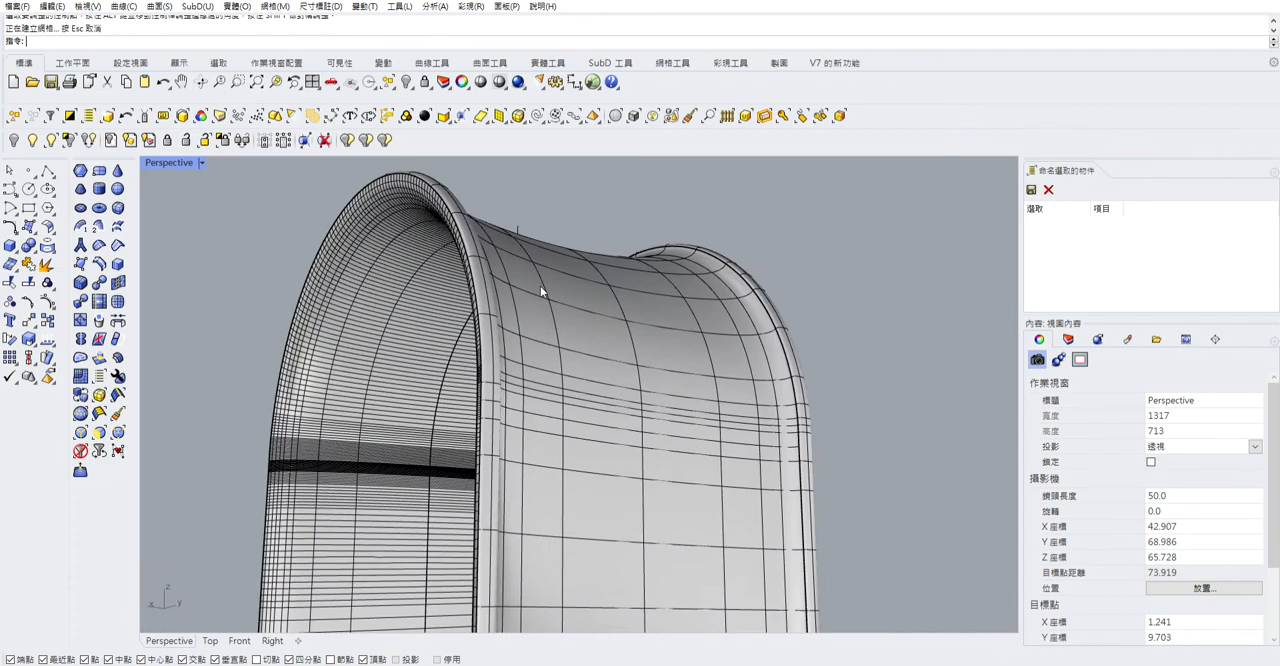 檔案(F) 編輯(E) 檢視(V) 曲線(C) 曲面(S) SubD(U) 實體(O) 網格(M) 尺寸標註(D) 變動(T) 工具(L) 分析(A) 彩現(R) 面板(P) 說明(H)
正在建立網格... 按 Esc 取消
指令:
標準 工作平面 設定視圖 顯示 選取 作業視窗配置 可見性 變動 曲線工具 曲面工具 實體工具 SubD 工具 網格工具 彩現工具 製圖 V7 的新功能
Perspective
命名選取的物件
選取 項目
內容: 視圖內容
作業視窗
標題 Perspective
寬度 1317
高度 713
投影 透視
鎖定
攝影機
鏡頭長度 50.0
旋轉 0.0
X 座標 42.907
Y 座標 68.986
Z 座標 65.728
目標點距離 73.919
位置 放置...
目標點
X 座標 1.241
Y 座標 9.703
z
x y
Perspective Top Front Right
端點 最近點 點 中點 中心點 交點 垂直點 切點 四分點 節點 頂點 投影 停用